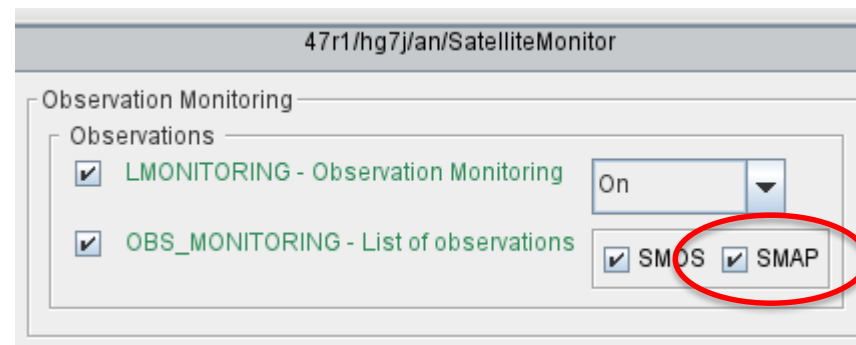 47r1/hg7j/an/SatelliteMonitor
Observation Monitoring
Observations
LMONITORING - Observation Monitoring On
OBS_MONITORING - List of observations SMOS SMAP